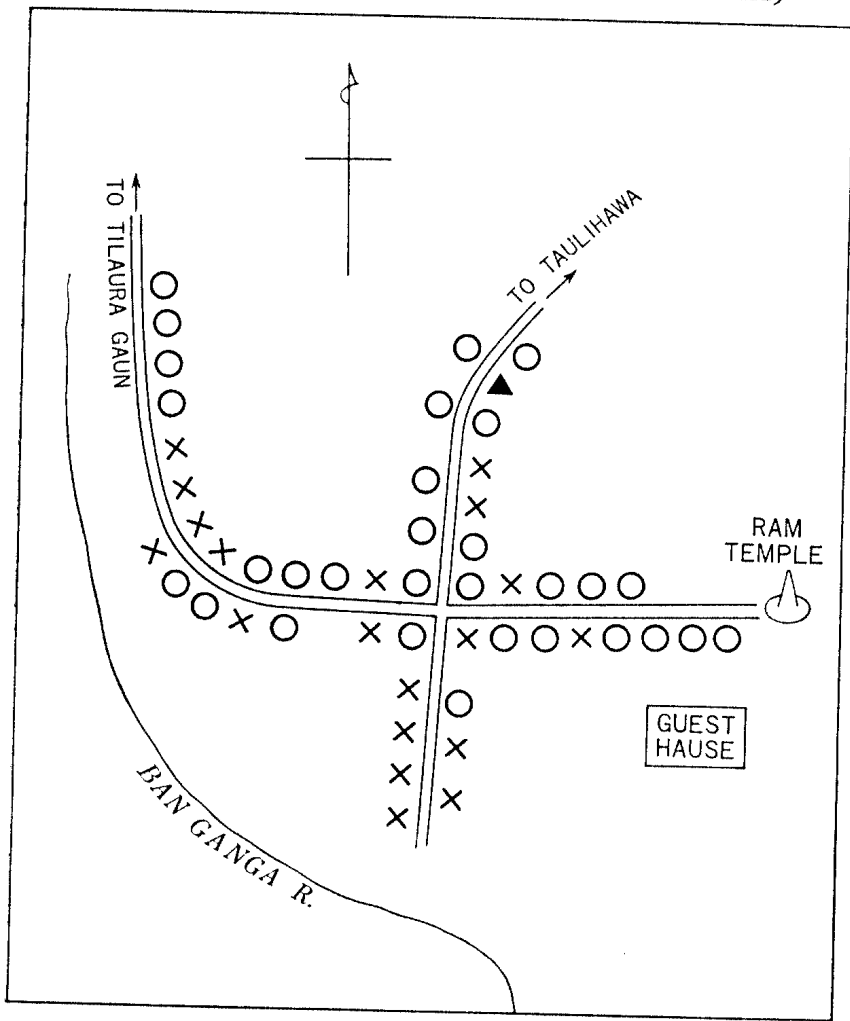 TO TILAURA GAUN
TO TAULIHAWA
RAM
TEMPLE
GUEST
HAUSE
BAN GANGA R.